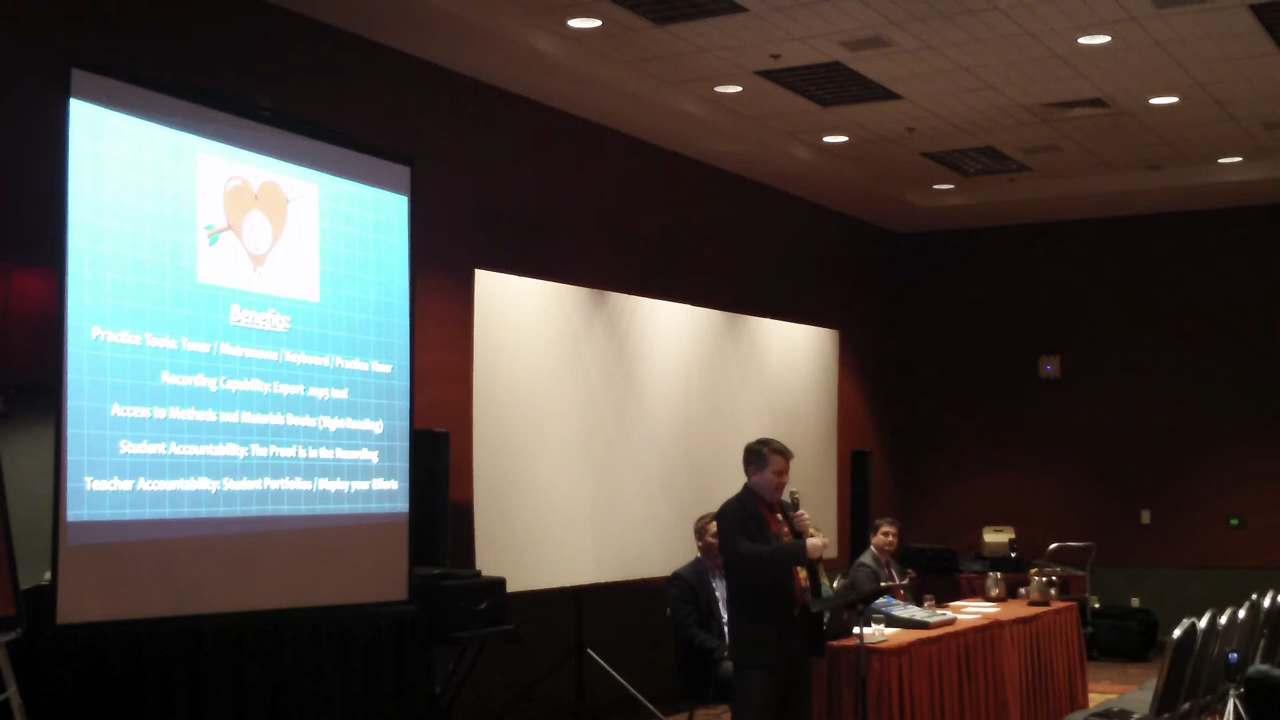 Benefits:
Practice Tools: Tuner / Metronome / Keyboard / Practice Timer
Recording Capability: Export .mp3 tool
Access to Methods and Materials Books (Sight Reading)
Student Accountability: The Proof is in the Recording
Teacher Accountability: Student Portfolios / Display your Efforts